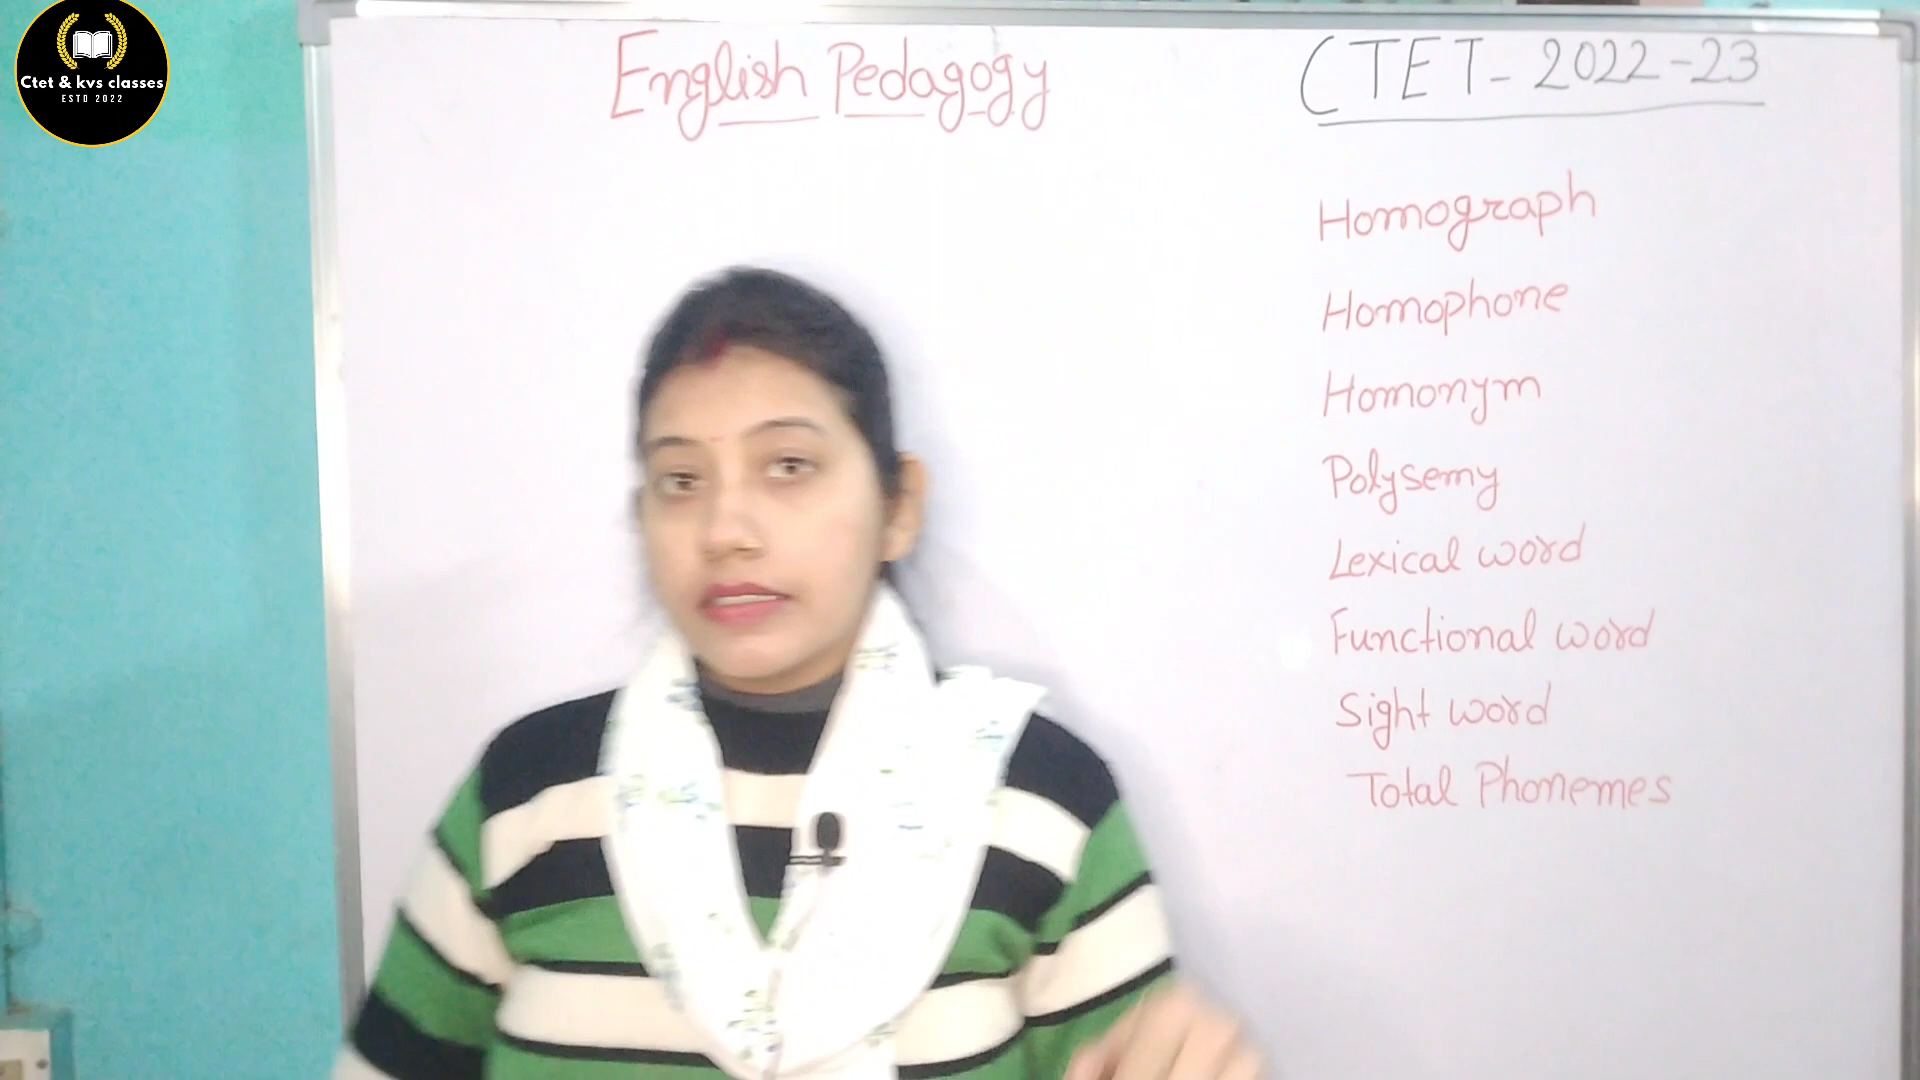 Ctet & kvs classes
ESTD 2022
English Pedagogy
CTET- 2022-23
Homograph
Homophone
Homonym
Polysemy
Lexical word
Functional word
Sight word
Total Phonemes